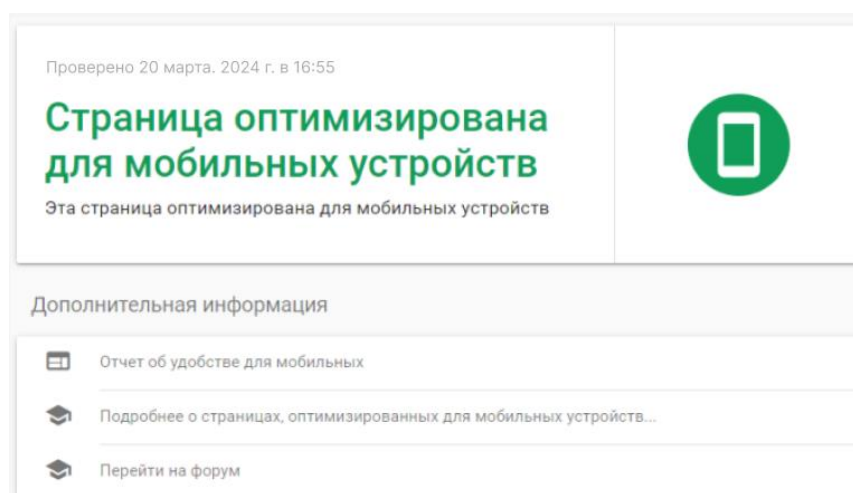 Проверено 20 марта. 2024 г. в 16:55
Страница оптимизирована
для мобильных устройств
Эта страница оптимизирована для мобильных устройств
Дополнительная информация
Отчет об удобстве для мобильных
Подробнее о страницах, оптимизированных для мобильных устройств...
Перейти на форум